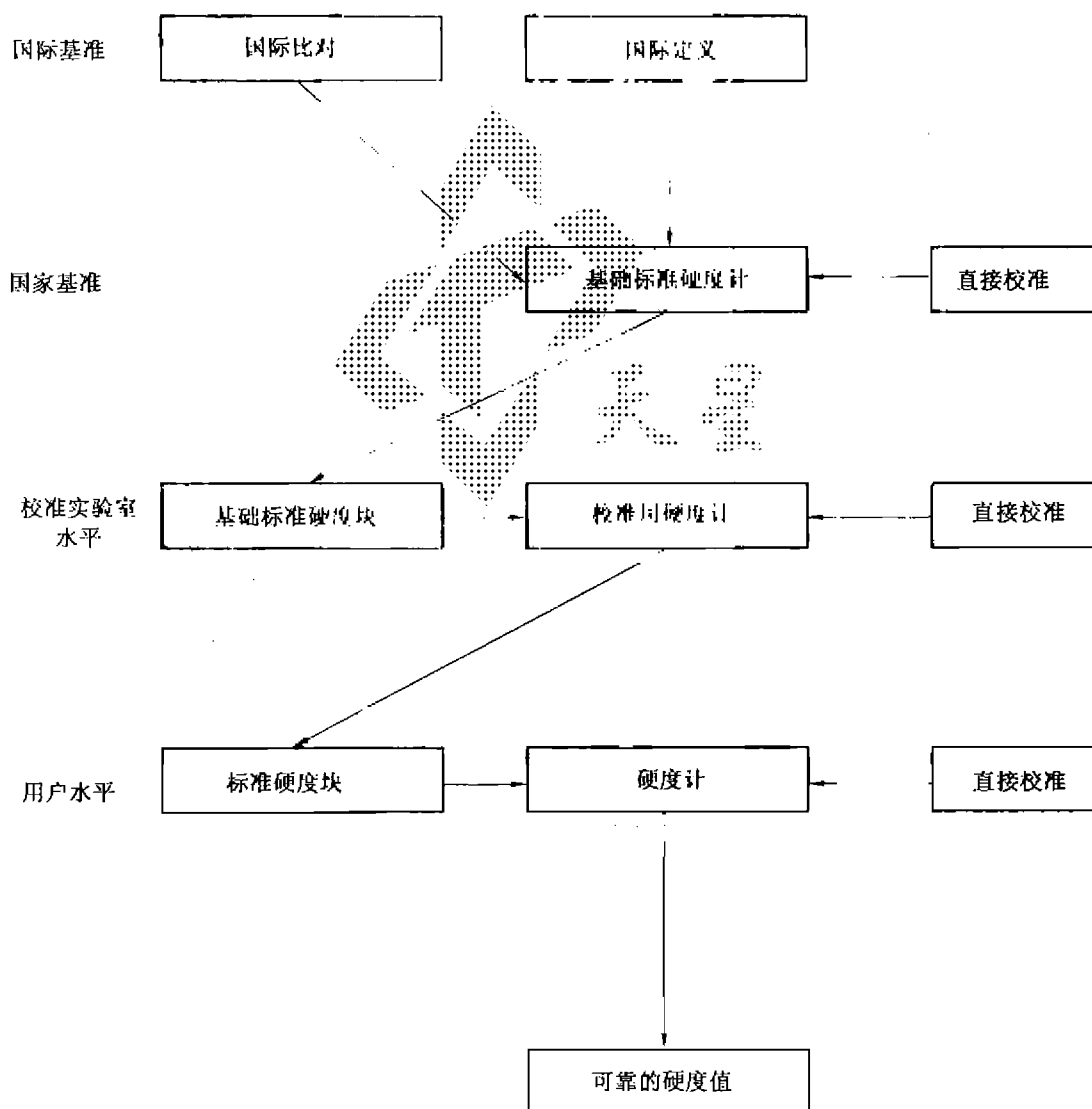 国际基准
国际比对
国际定义
国家基准
基础标准硬度计
直接校准
校准实验室
水平
基础标准硬度块
校准用硬度计
直接校准
用户水平
标准硬度块
硬度计
直接校准
可靠的硬度值